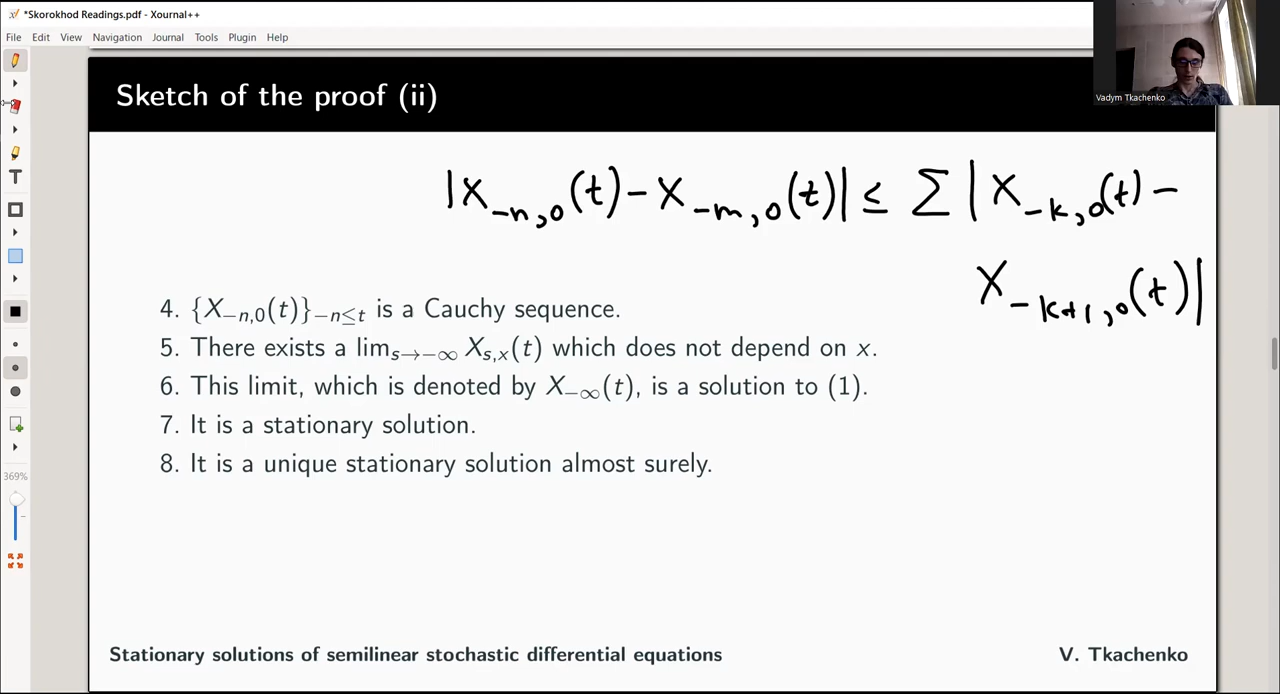 *Skorokhod Readings.pdf - Xournal++
File Edit View Navigation Journal Tools Plugin Help
Vadym Tkachenko
Sketch of the proof (ii)
|X_{-n,0}(t) - X_{-m,0}(t)| ≤ Σ |X_{-k,0}(t) -
X_{-k+1,0}(t)|
4. {X_{−n,0}(t)}_{−n≤t} is a Cauchy sequence.
5. There exists a lim_{s→−∞} X_{s,x}(t) which does not depend on x.
6. This limit, which is denoted by X_{−∞}(t), is a solution to (1).
7. It is a stationary solution.
8. It is a unique stationary solution almost surely.
369%
Stationary solutions of semilinear stochastic differential equations V. Tkachenko